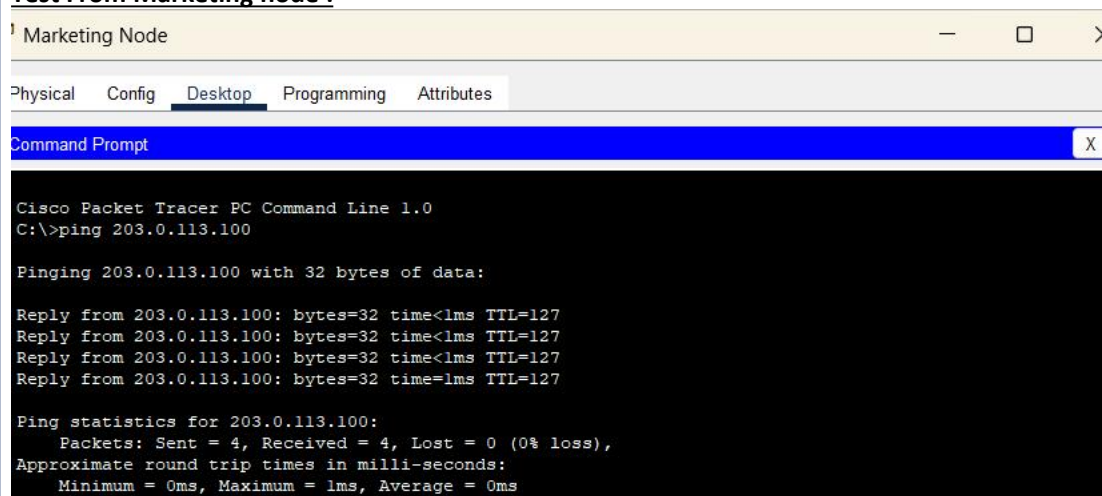 Test From Marketing node :
Marketing Node
Physical Config Desktop Programming Attributes
Command Prompt
X
Cisco Packet Tracer PC Command Line 1.0
C:\>ping 203.0.113.100
Pinging 203.0.113.100 with 32 bytes of data:
Reply from 203.0.113.100: bytes=32 time<1ms TTL=127
Reply from 203.0.113.100: bytes=32 time<1ms TTL=127
Reply from 203.0.113.100: bytes=32 time<1ms TTL=127
Reply from 203.0.113.100: bytes=32 time=1ms TTL=127
Ping statistics for 203.0.113.100:
Packets: Sent = 4, Received = 4, Lost = 0 (0% loss),
Approximate round trip times in milli-seconds:
Minimum = 0ms, Maximum = 1ms, Average = 0ms